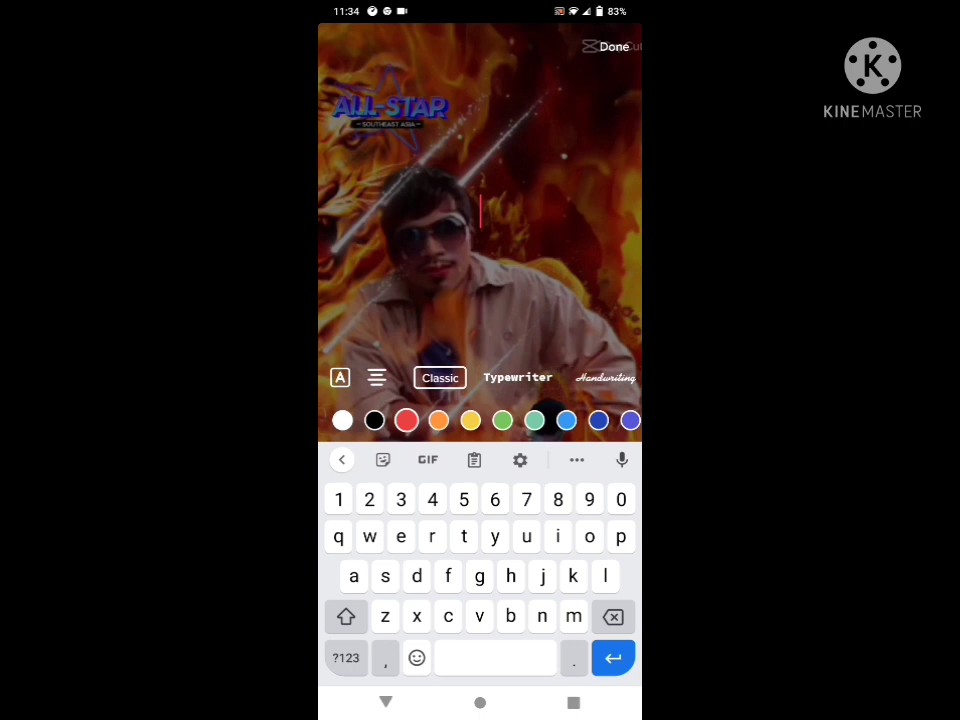 11:34
83%
Done
ALL-STAR
SOUTHEAST ASIA
KINEMASTER
A
Classic Typewriter Handwriting
GIF
1 2 3 4 5 6 7 8 9 0
q w e r t y u i o p
a s d f g h j k l
z x c v b n m
?123 , .